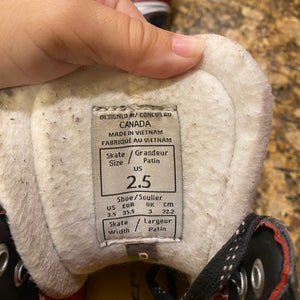 DESIGNED IN/ CONCUS AU
CANADA
MADE IN VIETNAM
FABRIQUÉ AU VIETNAM
Skate / Grandeur
Size Patin
US
2.5
Shoe/Soulier
US EUR UK CM
3.5 35.5 3 22.2
Skate / Largeur
Width Patin
D